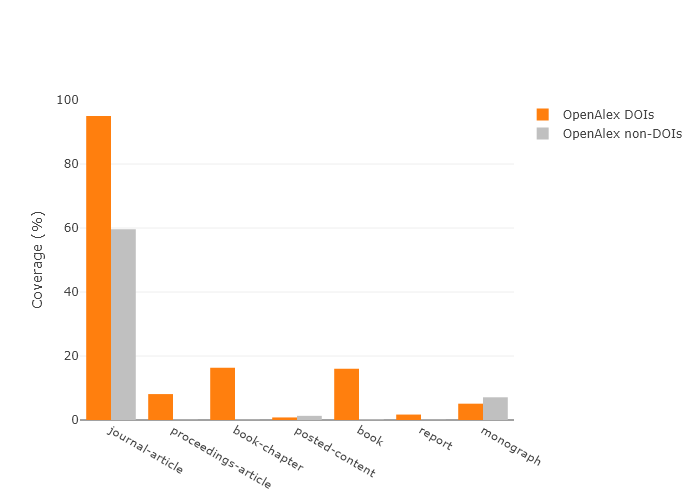 100
80
60
40
20
0
Coverage (%)
journal-article
proceedings-article
book-chapter
posted-content
book
report
monograph
OpenAlex DOIs
OpenAlex non-DOIs